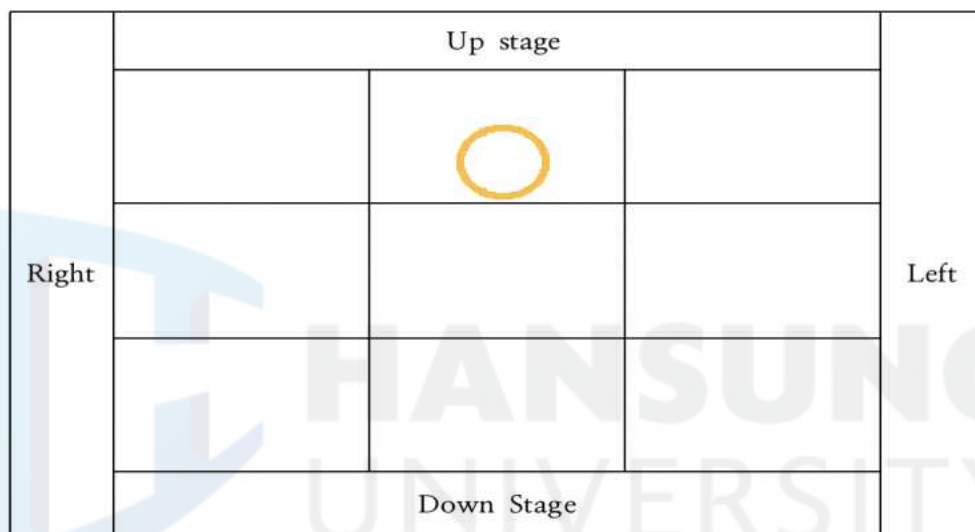 Up stage
Right
Left
HANSUNG
UNIVERSITY
Down Stage